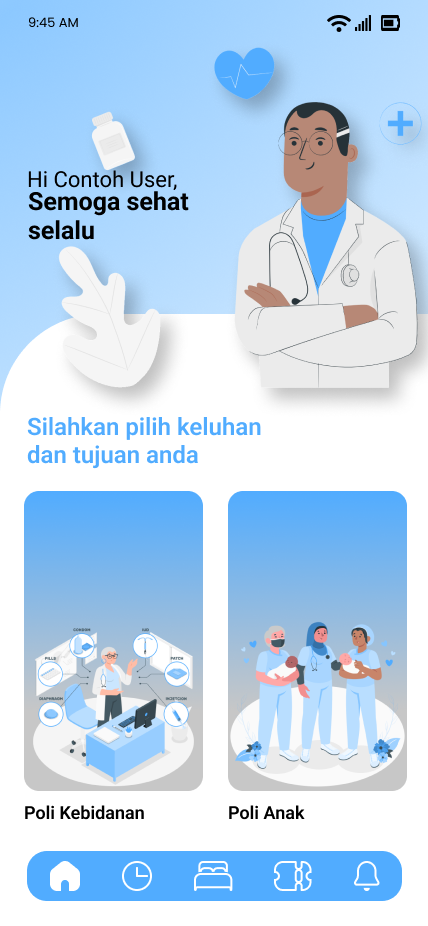 9:45 AM
Hi Contoh User,
Semoga sehat
selalu
Silahkan pilih keluhan
dan tujuan anda
CONDOM
IUD
PILLS
PATCH
DIAPHRAGM
INJETCION
Poli Kebidanan
Poli Anak